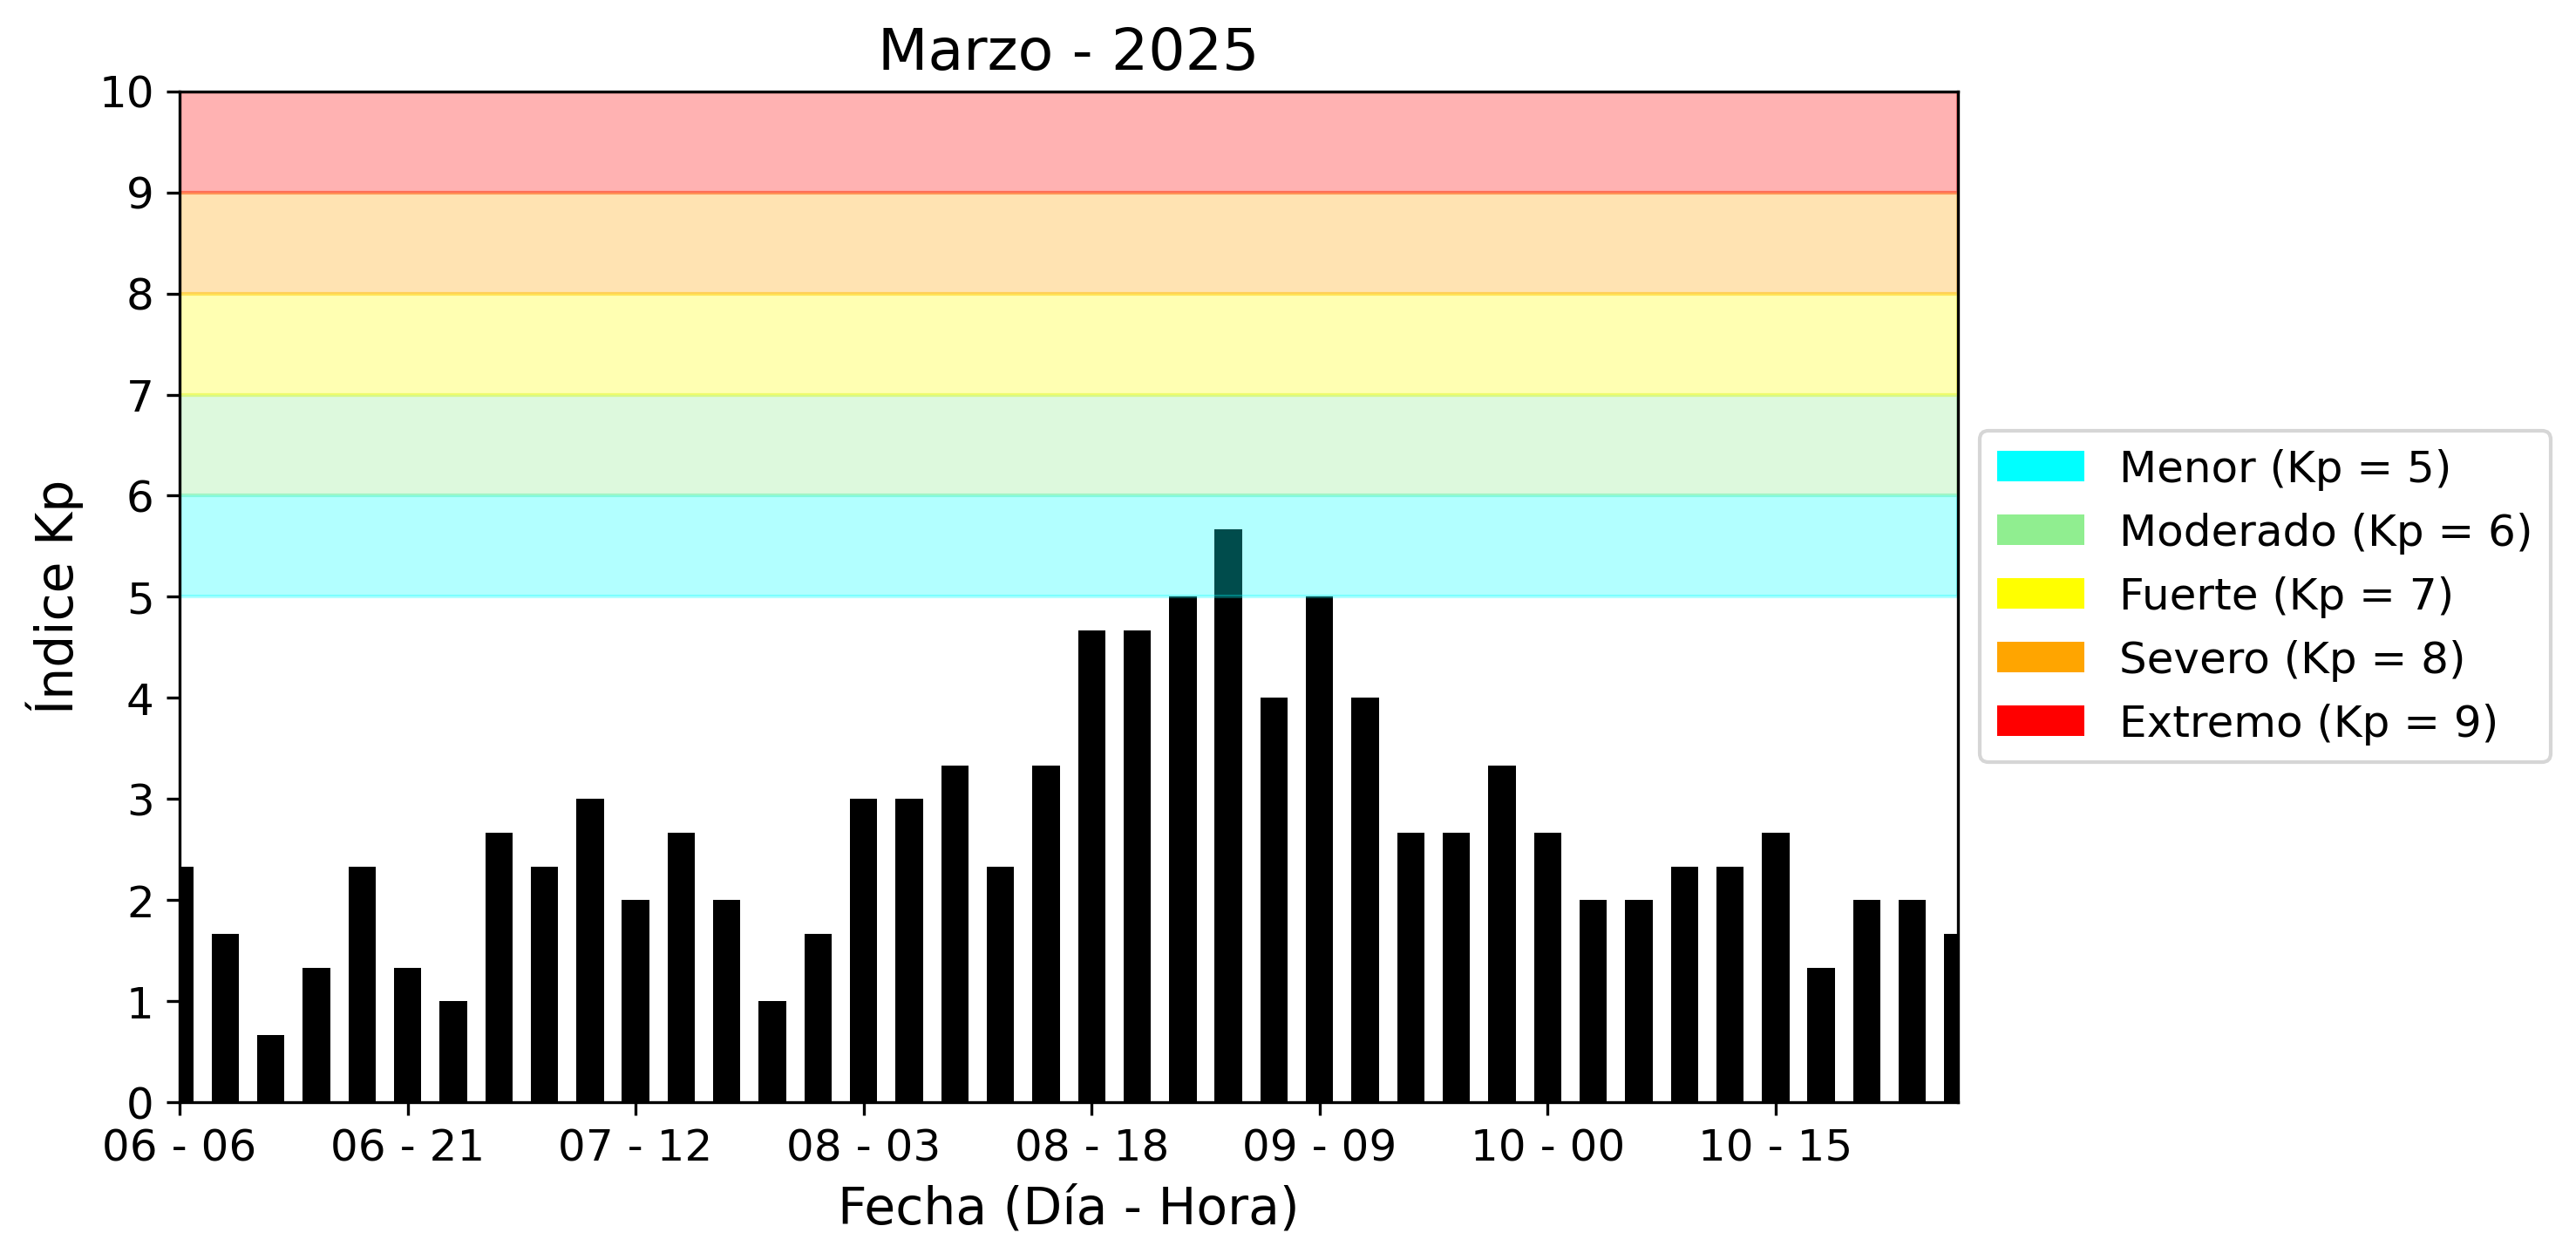 Marzo - 2025
10
9
8
7
6
5
4
3
2
1
0
Índice Kp
06 - 06
06 - 21
07 - 12
08 - 03
08 - 18
09 - 09
10 - 00
10 - 15
Fecha (Día - Hora)
Menor (Kp = 5)
Moderado (Kp = 6)
Fuerte (Kp = 7)
Severo (Kp = 8)
Extremo (Kp = 9)